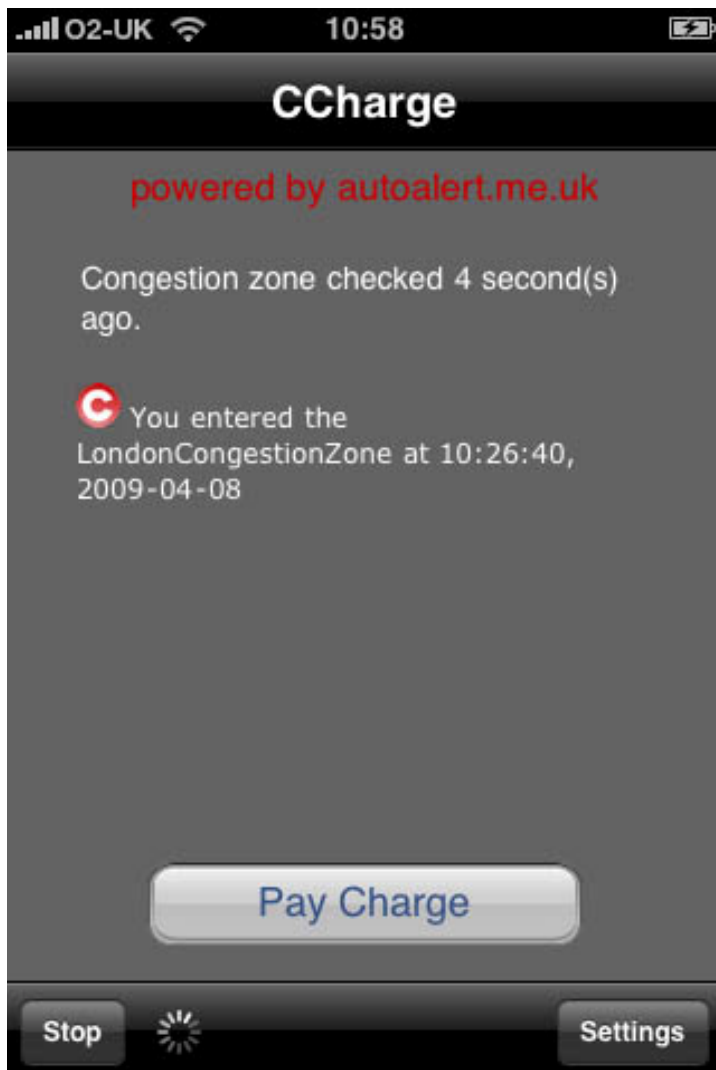 O2-UK 10:58
CCharge
powered by autoalert.me.uk
Congestion zone checked 4 second(s)
ago.
C You entered the
LondonCongestionZone at 10:26:40,
2009-04-08
Pay Charge
Stop Settings